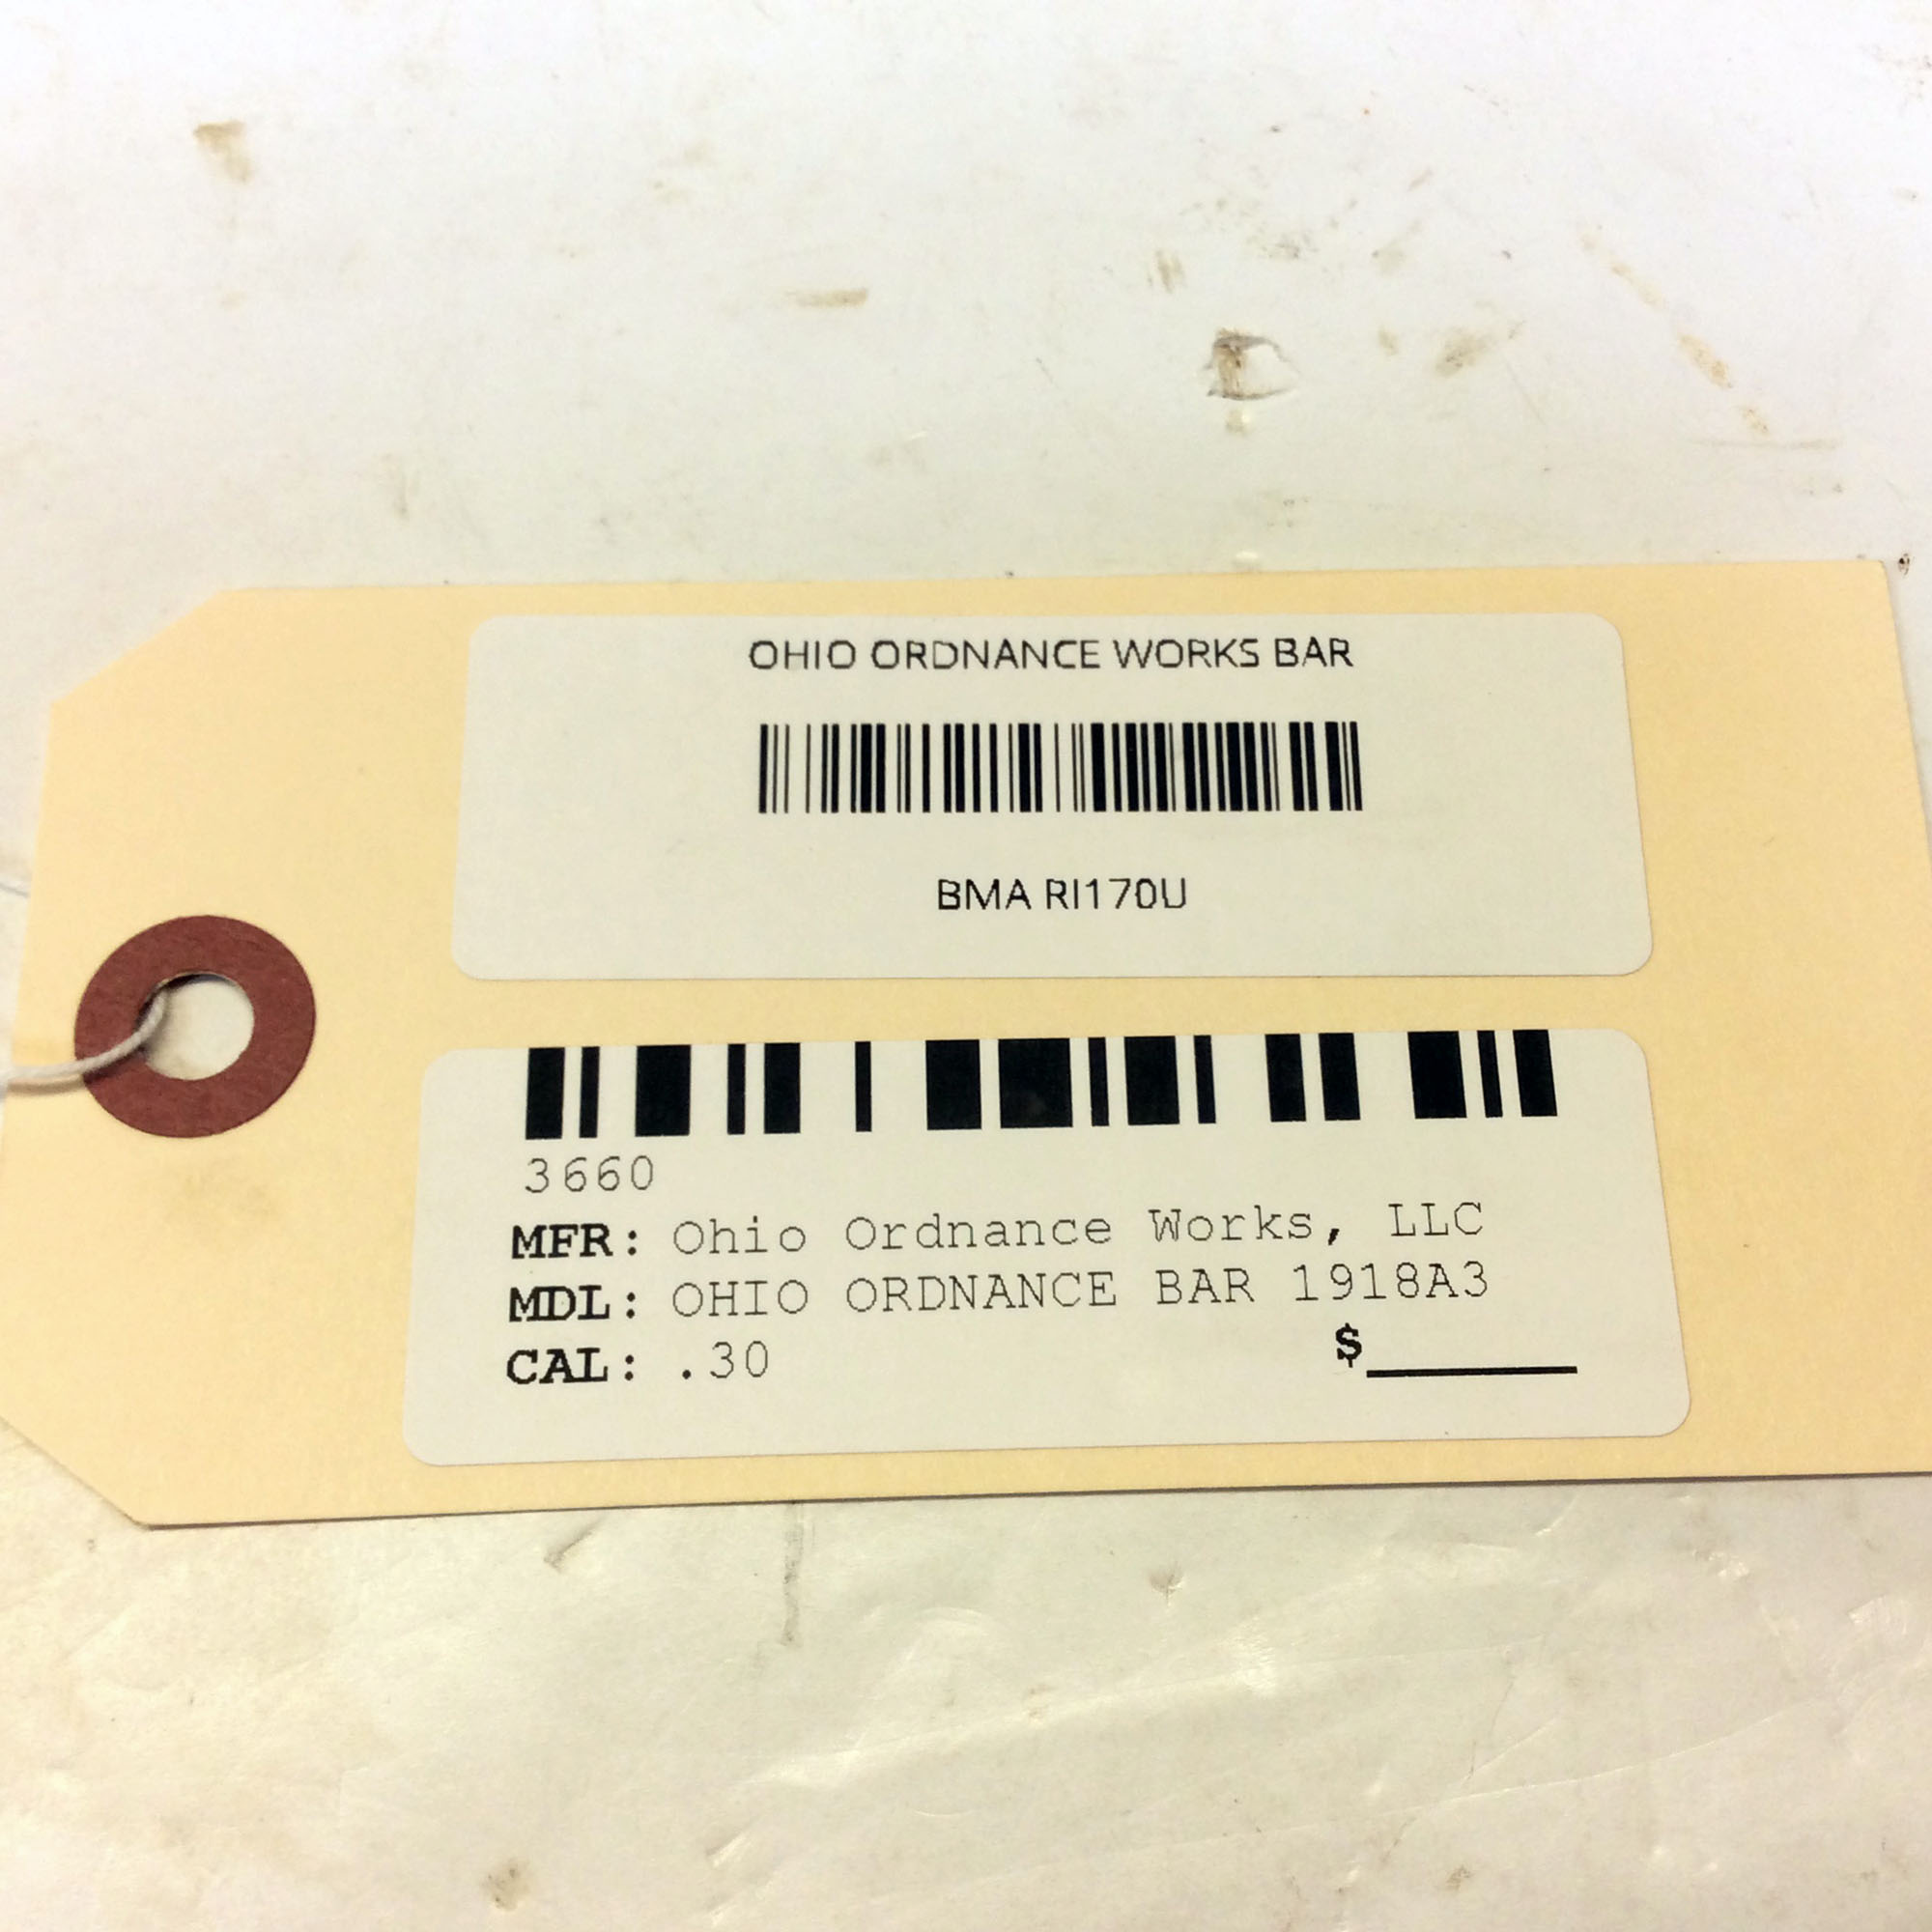 OHIO ORDNANCE WORKS BAR
BMA RI170U
3660
MFR: Ohio Ordnance Works, LLC
MDL: OHIO ORDNANCE BAR 1918A3
CAL: .30 $______